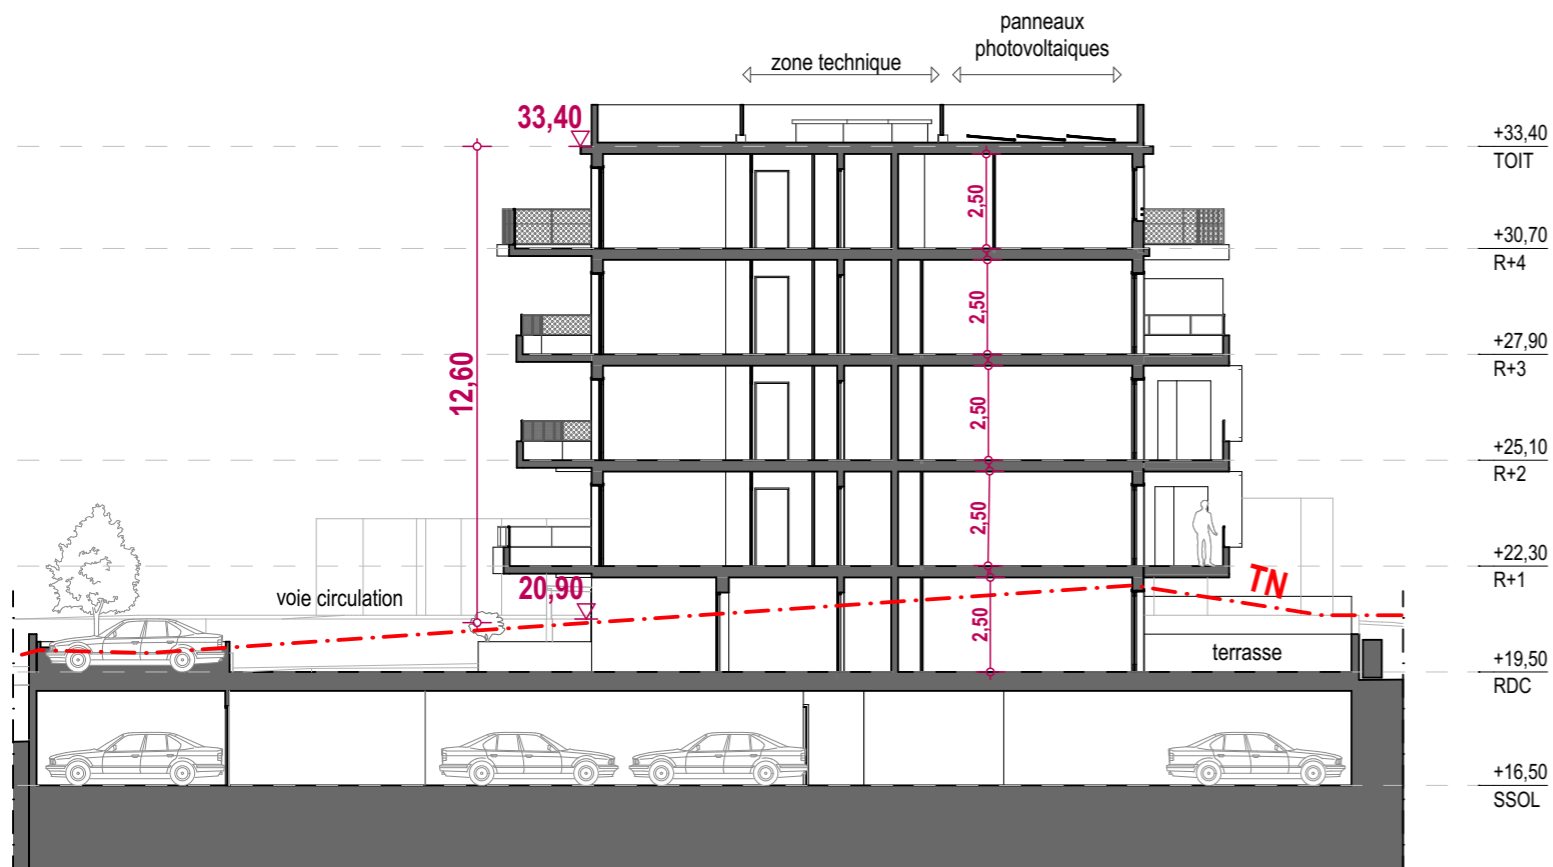 panneaux
photovoltaiques
zone technique
33,40
+33,40
TOIT
2,50
+30,70
R+4
2,50
+27,90
R+3
12,60
2,50
+25,10
R+2
2,50
+22,30
R+1
20,90
TN
voie circulation
2,50
terrasse
+19,50
RDC
+16,50
SSOL